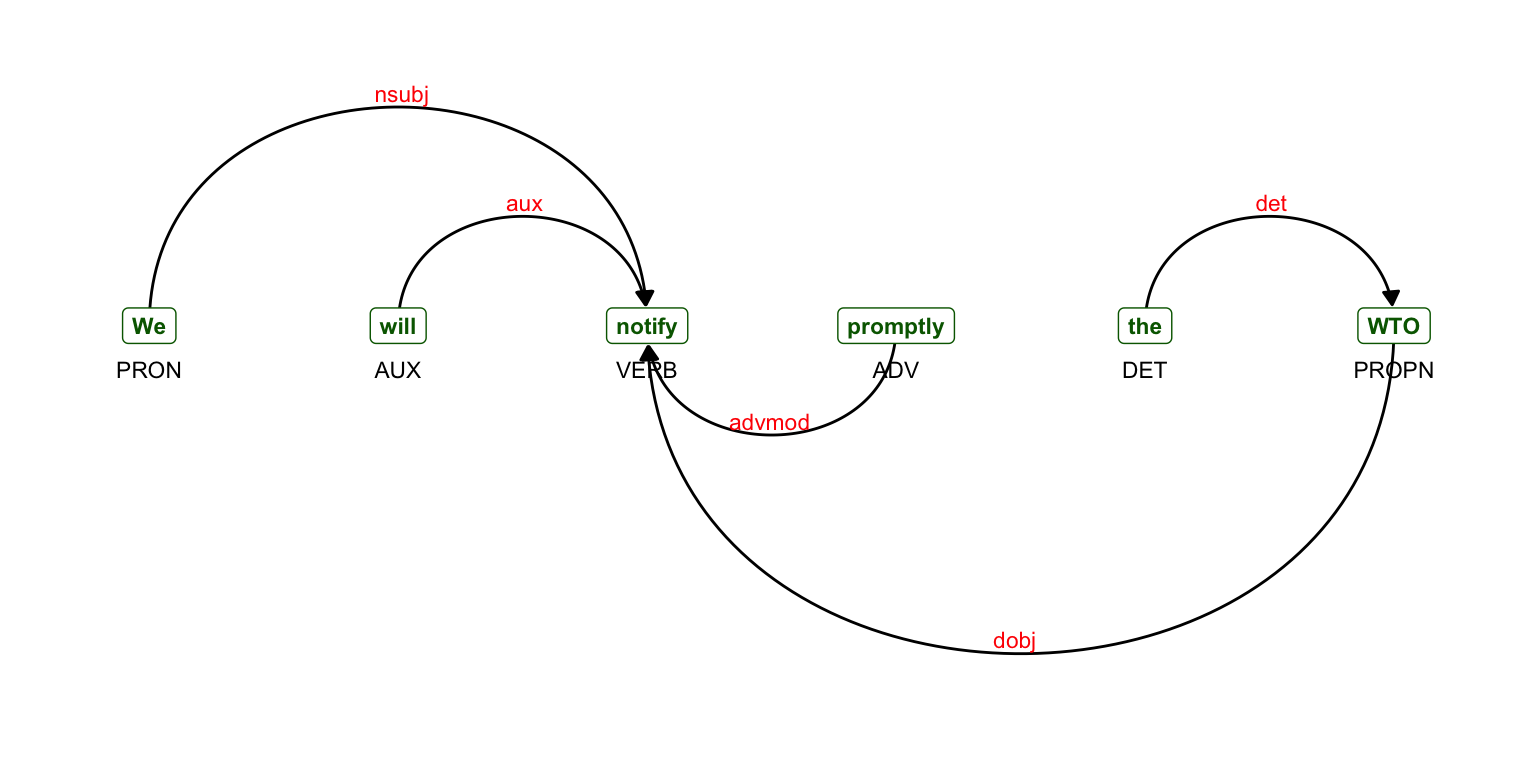 nsubj
aux det
We will notify promptly the WTO
PRON AUX VERB ADV DET PROPN
advmod
dobj